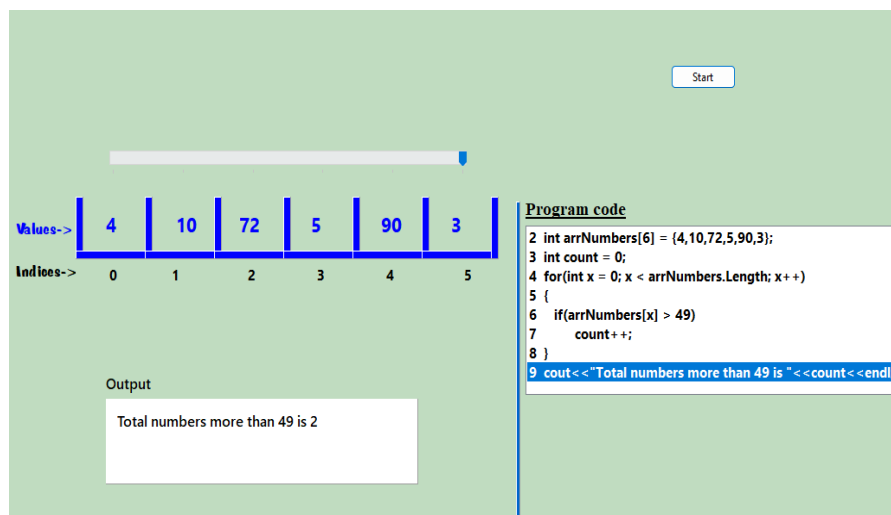 Start
Values-> 4 10 72 5 90 3
Indices-> 0 1 2 3 4 5
Program code
2 int arrNumbers[6] = {4,10,72,5,90,3};
3 int count = 0;
4 for(int x = 0; x < arrNumbers.Length; x++)
5 {
6 if(arrNumbers[x] > 49)
7 count++;
8 }
9 cout<<"Total numbers more than 49 is "<<count<<endl
Output
Total numbers more than 49 is 2